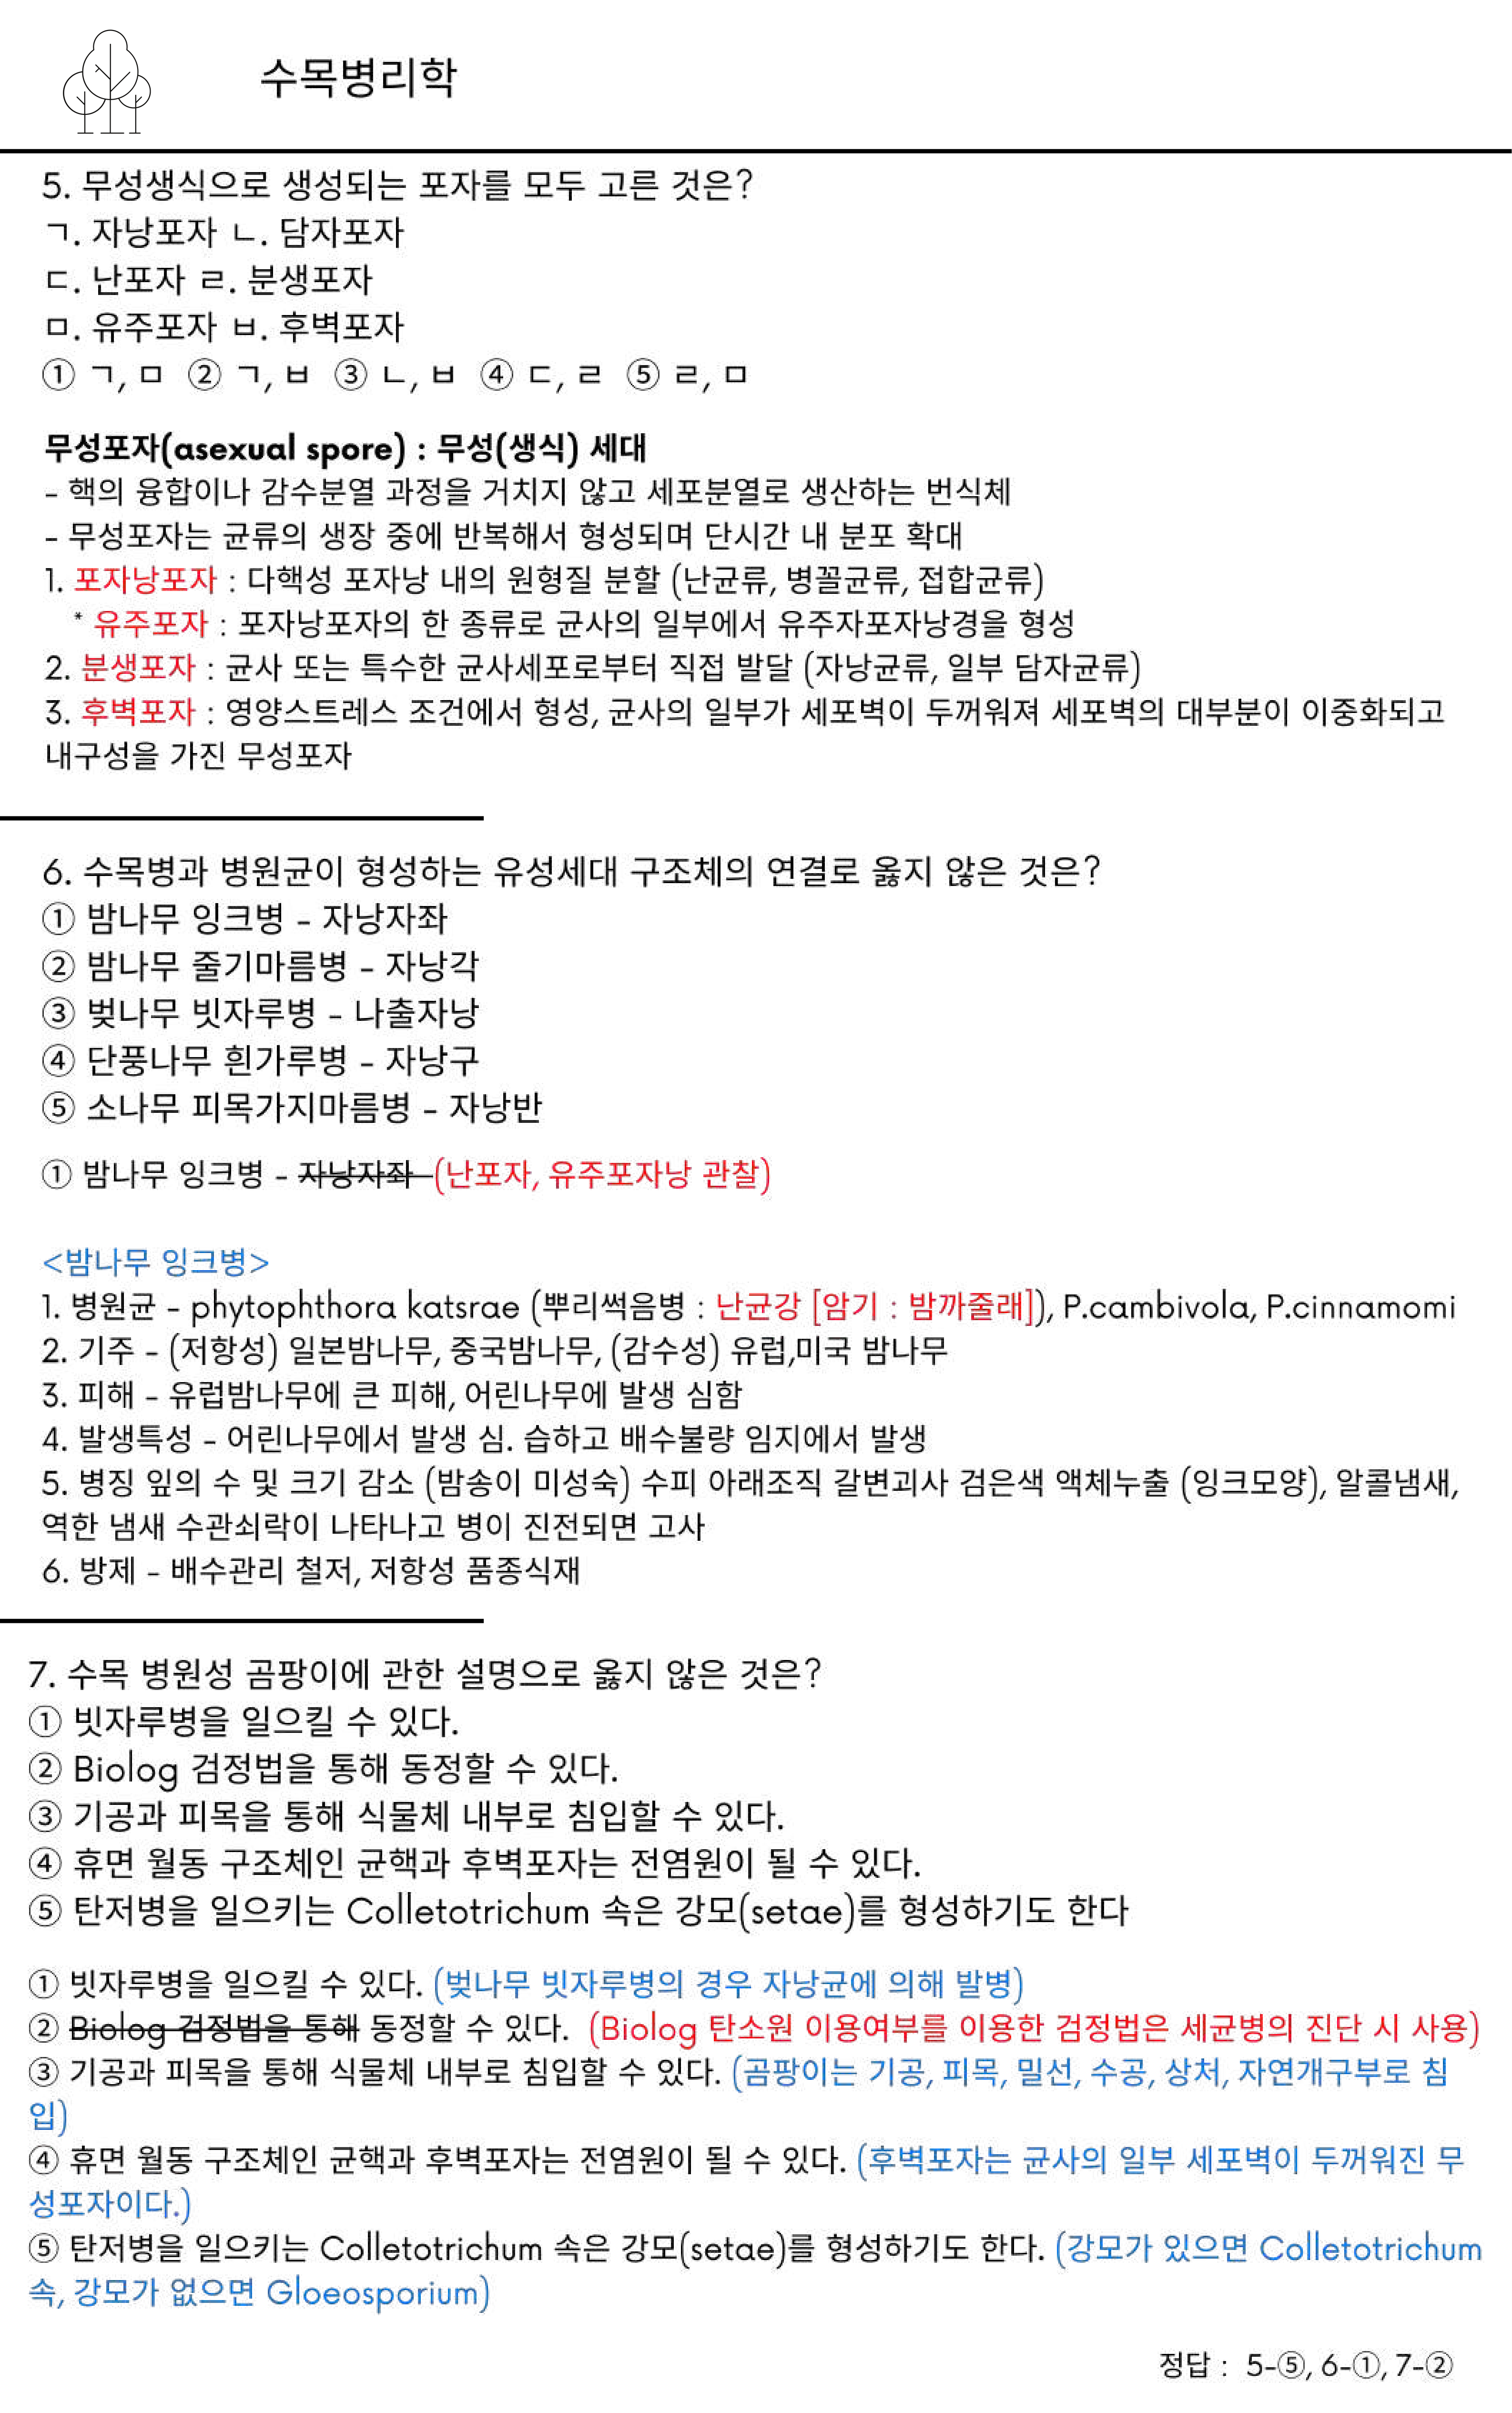 수목병리학
5. 무성생식으로 생성되는 포자를 모두 고른 것은?
ㄱ. 자낭포자 ㄴ. 담자포자
ㄷ. 난포자 ㄹ. 분생포자
ㅁ. 유주포자 ㅂ. 후벽포자
① ㄱ, ㅁ ② ㄱ, ㅂ ③ ㄴ, ㅂ ④ ㄷ, ㄹ ⑤ ㄹ, ㅁ
무성포자(asexual spore) : 무성(생식) 세대
- 핵의 융합이나 감수분열 과정을 거치지 않고 세포분열로 생산하는 번식체
- 무성포자는 균류의 생장 중에 반복해서 형성되며 단시간 내 분포 확대
1. 포자낭포자 : 다핵성 포자낭 내의 원형질 분할 (난균류, 병꼴균류, 접합균류)
* 유주포자 : 포자낭포자의 한 종류로 균사의 일부에서 유주자포자낭경을 형성
2. 분생포자 : 균사 또는 특수한 균사세포로부터 직접 발달 (자낭균류, 일부 담자균류)
3. 후벽포자 : 영양스트레스 조건에서 형성, 균사의 일부가 세포벽이 두꺼워져 세포벽의 대부분이 이중화되고
내구성을 가진 무성포자
6. 수목병과 병원균이 형성하는 유성세대 구조체의 연결로 옳지 않은 것은?
① 밤나무 잉크병 - 자낭자좌
② 밤나무 줄기마름병 - 자낭각
③ 벚나무 빗자루병 - 나출자낭
④ 단풍나무 흰가루병 - 자낭구
⑤ 소나무 피목가지마름병 - 자낭반
① 밤나무 잉크병 - 자낭자좌 (난포자, 유주포자낭 관찰)
<밤나무 잉크병>
1. 병원균 - phytophthora katsrae (뿌리썩음병 : 난균강 [암기 : 밤까줄래]), P.cambivola, P.cinnamomi
2. 기주 - (저항성) 일본밤나무, 중국밤나무, (감수성) 유럽,미국 밤나무
3. 피해 - 유럽밤나무에 큰 피해, 어린나무에 발생 심함
4. 발생특성 - 어린나무에서 발생 심. 습하고 배수불량 임지에서 발생
5. 병징 잎의 수 및 크기 감소 (밤송이 미성숙) 수피 아래조직 갈변괴사 검은색 액체누출 (잉크모양), 알콜냄새,
역한 냄새 수관쇠락이 나타나고 병이 진전되면 고사
6. 방제 - 배수관리 철저, 저항성 품종식재
7. 수목 병원성 곰팡이에 관한 설명으로 옳지 않은 것은?
① 빗자루병을 일으킬 수 있다.
② Biolog 검정법을 통해 동정할 수 있다.
③ 기공과 피목을 통해 식물체 내부로 침입할 수 있다.
④ 휴면 월동 구조체인 균핵과 후벽포자는 전염원이 될 수 있다.
⑤ 탄저병을 일으키는 Colletotrichum 속은 강모(setae)를 형성하기도 한다
① 빗자루병을 일으킬 수 있다. (벚나무 빗자루병의 경우 자낭균에 의해 발병)
② Biolog 검정법을 통해 동정할 수 있다. (Biolog 탄소원 이용여부를 이용한 검정법은 세균병의 진단 시 사용)
③ 기공과 피목을 통해 식물체 내부로 침입할 수 있다. (곰팡이는 기공, 피목, 밀선, 수공, 상처, 자연개구부로 침
입)
④ 휴면 월동 구조체인 균핵과 후벽포자는 전염원이 될 수 있다. (후벽포자는 균사의 일부 세포벽이 두꺼워진 무
성포자이다.)
⑤ 탄저병을 일으키는 Colletotrichum 속은 강모(setae)를 형성하기도 한다. (강모가 있으면 Colletotrichum
속, 강모가 없으면 Gloeosporium)
정답 : 5-⑤, 6-①, 7-②